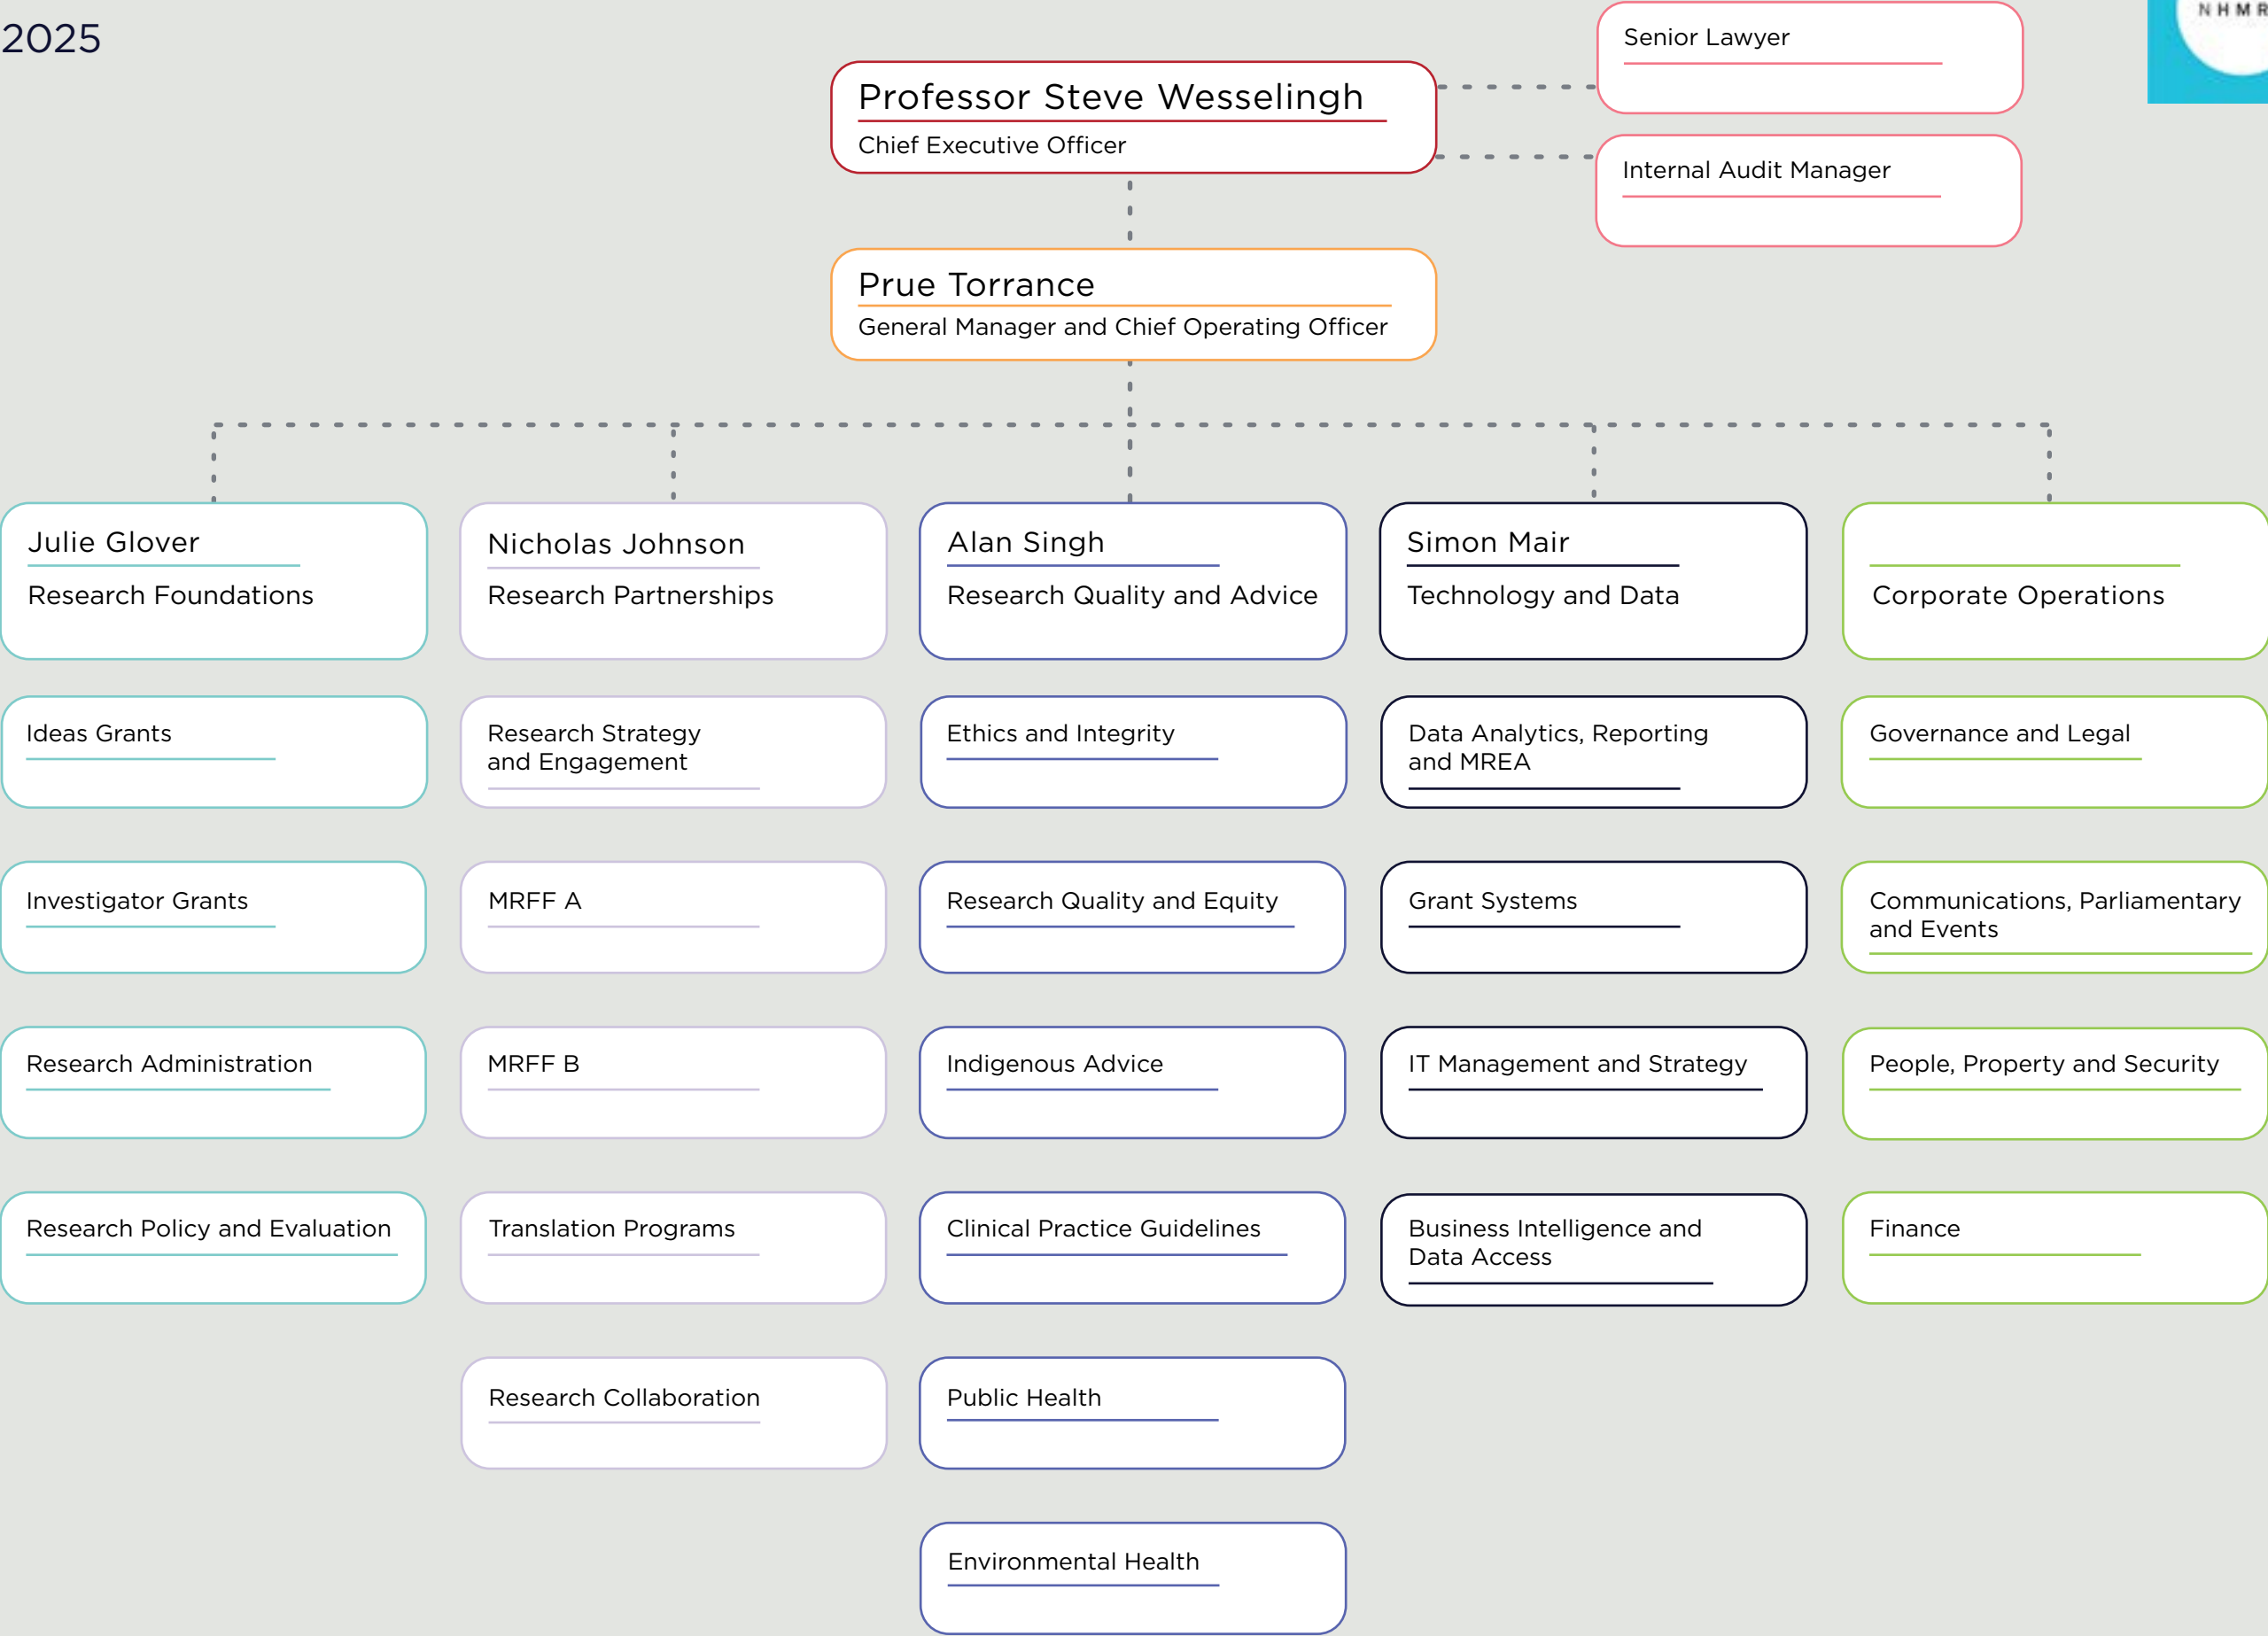 2025
NHMR
Senior Lawyer
Professor Steve Wesselingh
Chief Executive Officer
Internal Audit Manager
Prue Torrance
General Manager and Chief Operating Officer
Julie Glover
Research Foundations
Nicholas Johnson
Research Partnerships
Alan Singh
Research Quality and Advice
Simon Mair
Technology and Data
Corporate Operations
Ideas Grants
Research Strategy
and Engagement
Ethics and Integrity
Data Analytics, Reporting
and MREA
Governance and Legal
Investigator Grants
MRFF A
Research Quality and Equity
Grant Systems
Communications, Parliamentary
and Events
Research Administration
MRFF B
Indigenous Advice
IT Management and Strategy
People, Property and Security
Research Policy and Evaluation
Translation Programs
Clinical Practice Guidelines
Business Intelligence and
Data Access
Finance
Research Collaboration
Public Health
Environmental Health